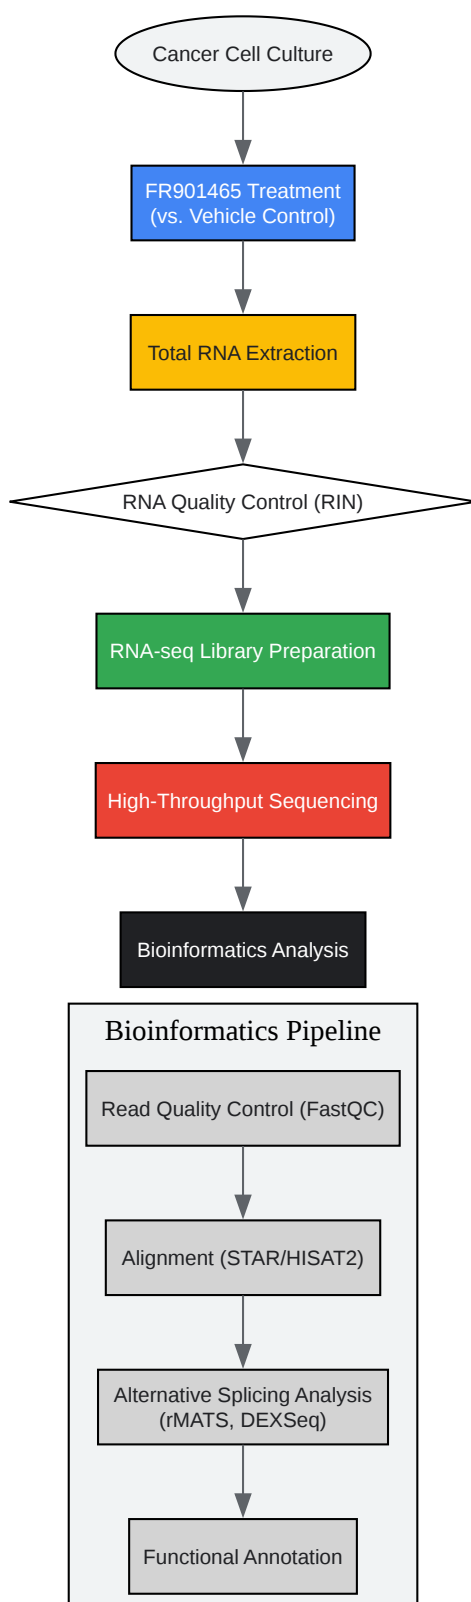 Cancer Cell Culture
FR901465 Treatment
(vs. Vehicle Control)
Total RNA Extraction
RNA Quality Control (RIN)
RNA-seq Library Preparation
High-Throughput Sequencing
Bioinformatics Analysis
Bioinformatics Pipeline
Read Quality Control (FastQC)
Alignment (STAR/HISAT2)
Alternative Splicing Analysis
(rMATS, DEXSeq)
Functional Annotation